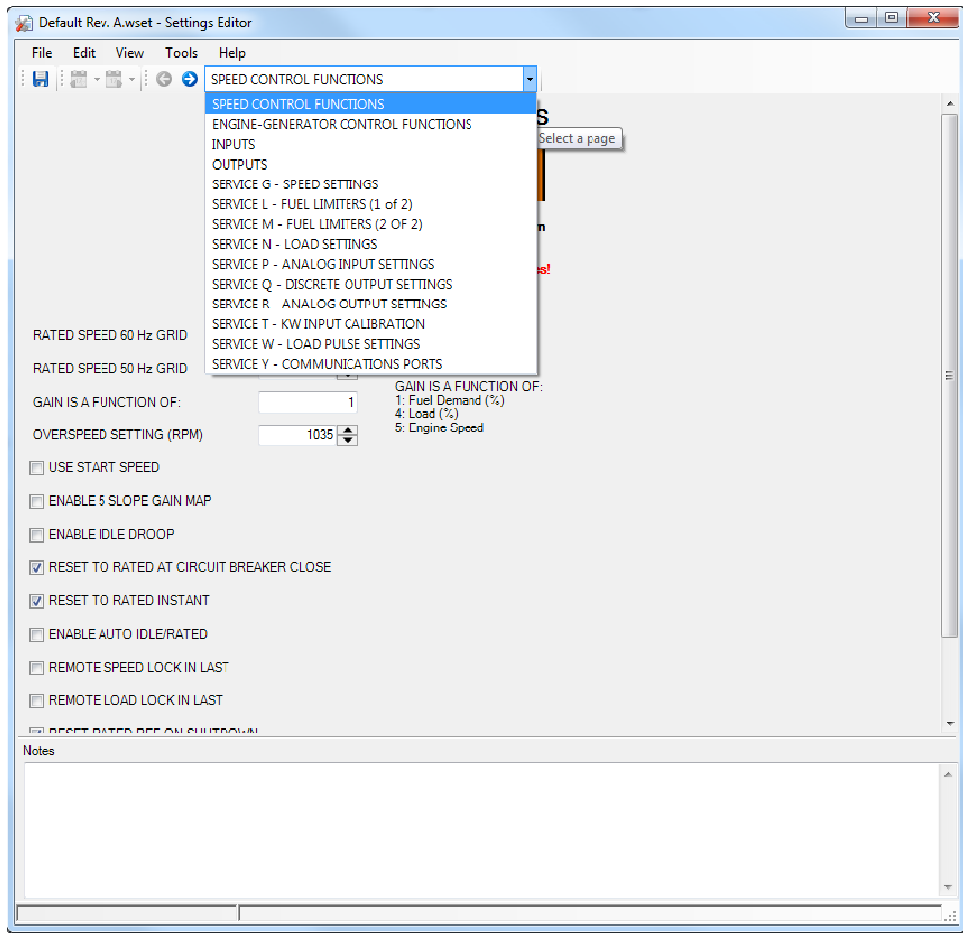 Default Rev. A.wset - Settings Editor
File Edit View Tools Help
SPEED CONTROL FUNCTIONS
SPEED CONTROL FUNCTIONS
ENGINE-GENERATOR CONTROL FUNCTIONS
INPUTS
OUTPUTS
SERVICE G - SPEED SETTINGS
SERVICE L - FUEL LIMITERS (1 of 2)
SERVICE M - FUEL LIMITERS (2 OF 2)
SERVICE N - LOAD SETTINGS
SERVICE P - ANALOG INPUT SETTINGS
SERVICE Q - DISCRETE OUTPUT SETTINGS
SERVICE R - ANALOG OUTPUT SETTINGS
SERVICE T - KW INPUT CALIBRATION
SERVICE W - LOAD PULSE SETTINGS
SERVICE Y - COMMUNICATIONS PORTS
S
Select a page
n
es!
RATED SPEED 60 Hz GRID
RATED SPEED 50 Hz GRID
GAIN IS A FUNCTION OF: 1
GAIN IS A FUNCTION OF:
1: Fuel Demand (%)
4: Load (%)
5: Engine Speed
OVERSPEED SETTING (RPM) 1035
USE START SPEED
ENABLE 5 SLOPE GAIN MAP
ENABLE IDLE DROOP
RESET TO RATED AT CIRCUIT BREAKER CLOSE
RESET TO RATED INSTANT
ENABLE AUTO IDLE/RATED
REMOTE SPEED LOCK IN LAST
REMOTE LOAD LOCK IN LAST
RESET RATED REF ON SHUTDOWN
Notes